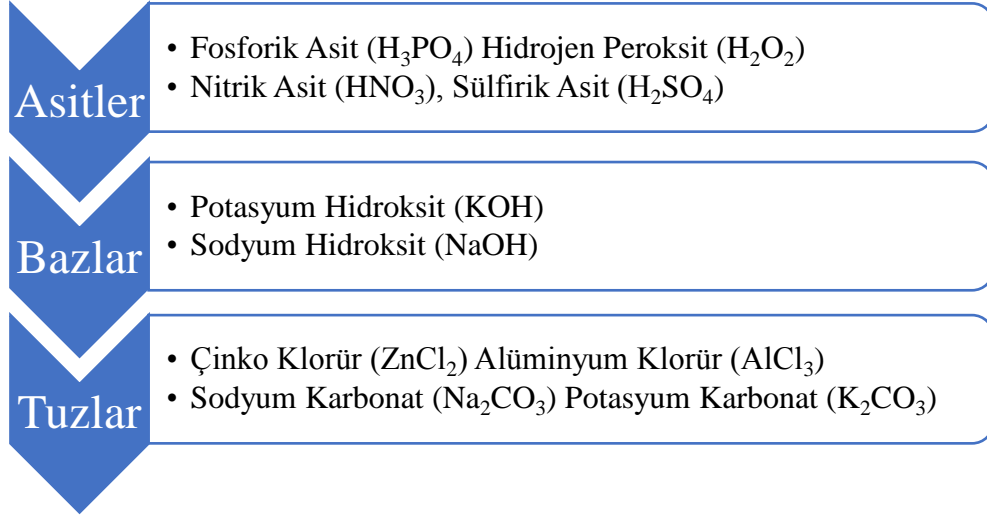 Asitler
• Fosforik Asit (H₃PO₄) Hidrojen Peroksit (H₂O₂)
• Nitrik Asit (HNO₃), Sülfirik Asit (H₂SO₄)
Bazlar
• Potasyum Hidroksit (KOH)
• Sodyum Hidroksit (NaOH)
Tuzlar
• Çinko Klorür (ZnCl₂) Alüminyum Klorür (AlCl₃)
• Sodyum Karbonat (Na₂CO₃) Potasyum Karbonat (K₂CO₃)